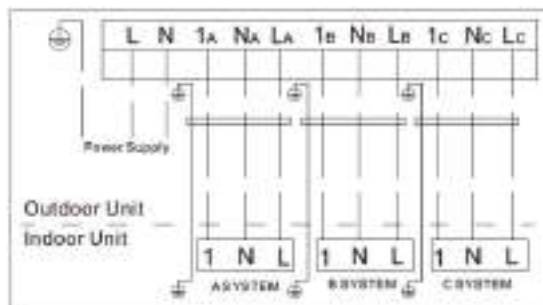 L N 1A NA LA 1B NB LB 1C NC LC
Power Supply
Outdoor Unit
Indoor Unit
1 N L 1 N L 1 N L
A SYSTEM B SYSTEM C SYSTEM